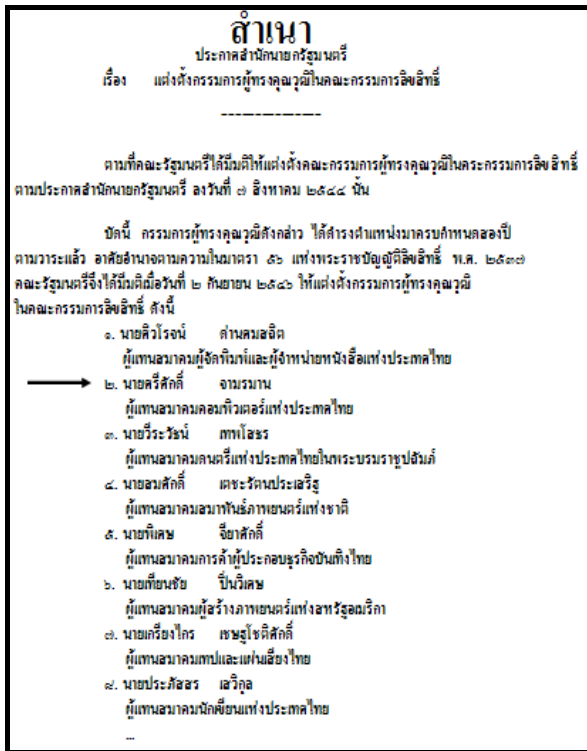 สำเนา
ประกาศสำนักนายกรัฐมนตรี
เรื่อง แต่งตั้งกรรมการผู้ทรงคุณวุฒิในคณะกรรมการลิขสิทธิ์
----------------
ตามที่คณะรัฐมนตรีได้มีมติให้แต่งตั้งคณะกรรมการผู้ทรงคุณวุฒิในคระกรรมการลิขสิทธิ์
ตามประกาศสำนักนายกรัฐมนตรี ลงวันที่ ๗ สิงหาคม ๒๕๔๔ นั้น
บัดนี้ กรรมการผู้ทรงคุณวุฒิดังกล่าว ได้ดำรงตำแหน่งมาครบกำหนดสองปี
ตามวาระแล้ว อาศัยอำนาจตามความในมาตรา ๕๖ แห่งพระราชบัญญัติลิขสิทธิ์ พ.ศ. ๒๕๓๗
คณะรัฐมนตรีจึงได้มีมติเมื่อวันที่ ๒ กันยายน ๒๕๔๖ ให้แต่งตั้งกรรมการผู้ทรงคุณวุฒิ
ในคณะกรรมการลิขสิทธิ์ ดังนี้
๑. นายศิวโรจน์ ด่านคมสถิต
ผู้แทนสมาคมผู้จัดพิมพ์และผู้จำหน่ายหนังสือแห่งประเทศไทย
๒. นายศรีศักดิ์ จามรมาน
ผู้แทนสมาคมคอมพิวเตอร์แห่งประเทศไทย
๓. นายวีระวัธน์ เทพโสธร
ผู้แทนสมาคมดนตรีแห่งประเทศไทยในพระบรมราชูปถัมภ์
๔. นายสมศักดิ์ เตชะรัตนประเสริฐ
ผู้แทนสมาคมสมาพันธ์ภาพยนตร์แห่งชาติ
๕. นายพิเศษ จียาศักดิ์
ผู้แทนสมาคมการค้าผู้ประกอบธุรกิจบันเทิงไทย
๖. นายเทียนชัย ปิ่นวิเศษ
ผู้แทนสมาคมผู้สร้างภาพยนตร์แห่งสหรัฐอเมริกา
๗. นายเกรียงไกร เชษฐโชติศักดิ์
ผู้แทนสมาคมเทปและแผ่นเสียงไทย
๘. นายประภัสสร เสวิกุล
ผู้แทนสมาคมนักเขียนแห่งประเทศไทย
...